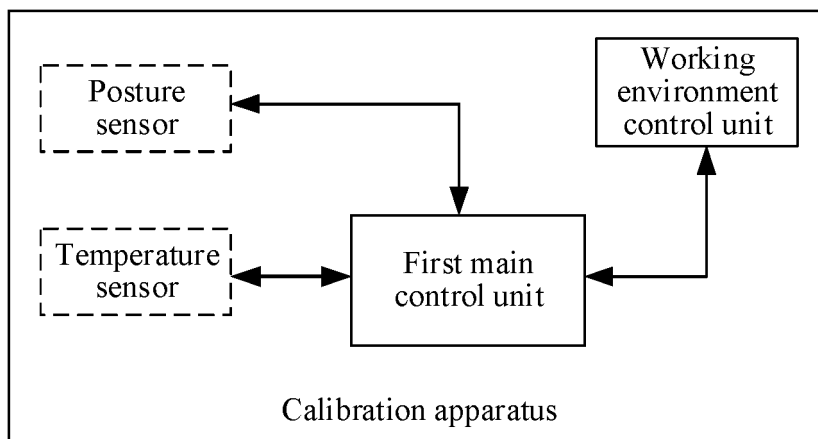 Posture
sensor
Working
environment
control unit
Temperature
sensor
First main
control unit
Calibration apparatus